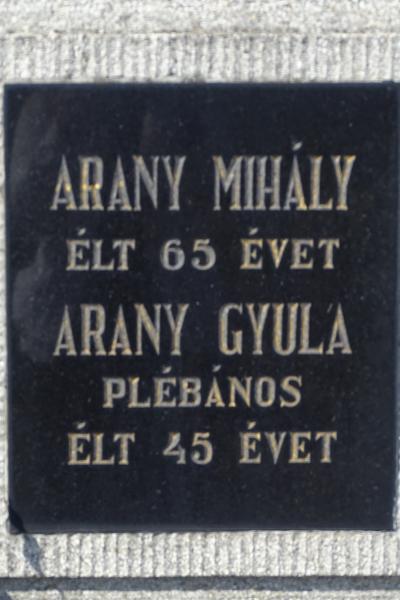 ARANY MIHÁLY
ÉLT 65 ÉVET
ARANY GYULA
PLÉBÁNOS
ÉLT 45 ÉVET